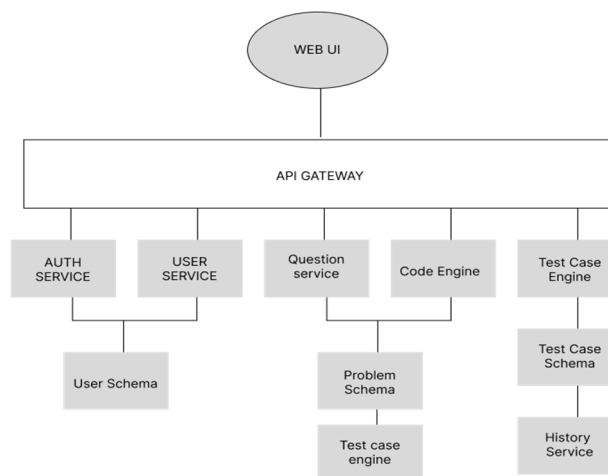 WEB UI
API GATEWAY
AUTH
SERVICE
USER
SERVICE
Question
service
Code Engine
Test Case
Engine
User Schema
Problem
Schema
Test Case
Schema
Test case
engine
History
Service